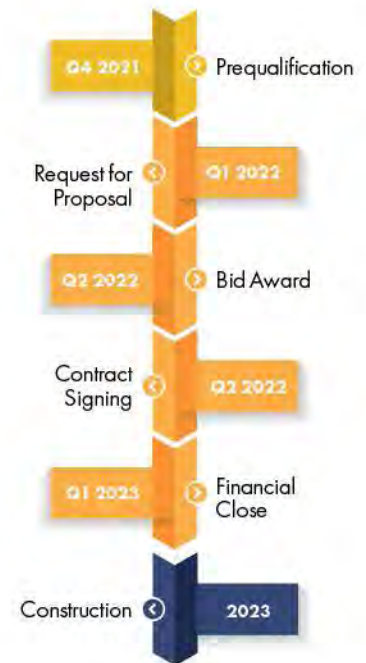 Q4 2021
Prequalification
Request for
Proposal
Q1 2022
Q2 2022
Bid Award
Contract
Signing
Q2 2022
Q1 2023
Financial
Close
Construction
2023